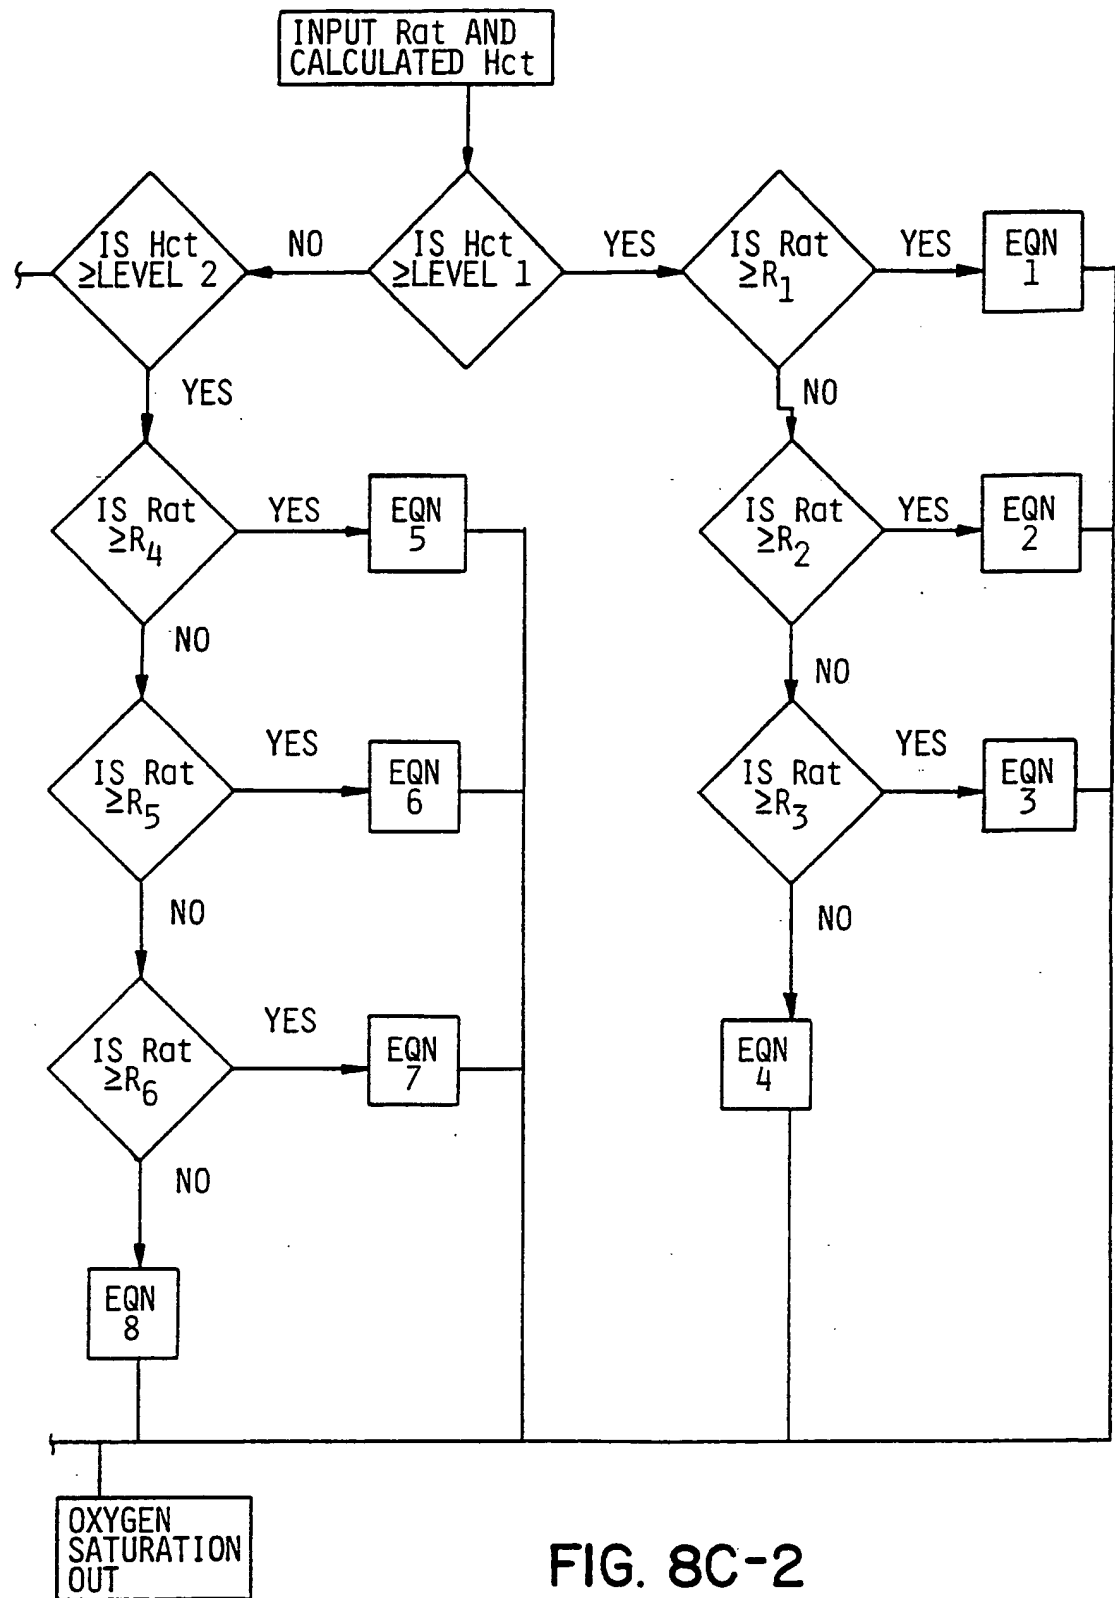 INPUT Rat AND
CALCULATED Hct
IS Hct
≥LEVEL 2
NO
IS Hct
≥LEVEL 1
YES
IS Rat
≥R1
YES
EQN
1
YES
NO
IS Rat
≥R4
YES
EQN
5
IS Rat
≥R2
YES
EQN
2
NO
NO
IS Rat
≥R5
YES
EQN
6
IS Rat
≥R3
YES
EQN
3
NO
NO
IS Rat
≥R6
YES
EQN
7
EQN
4
NO
EQN
8
OXYGEN
SATURATION
OUT
FIG. 8C-2